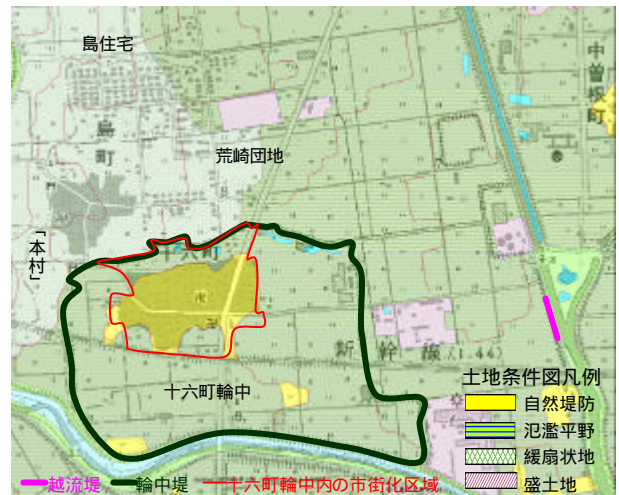 島住宅
中曽根町
島町
荒崎団地
「本村」
十六町
新幹線(1:44)
十六町輪中
土地条件図凡例
自然堤防
氾濫平野
緩扇状地
盛土地
越流堤
輪中堤
十六町輪中内の市街化区域